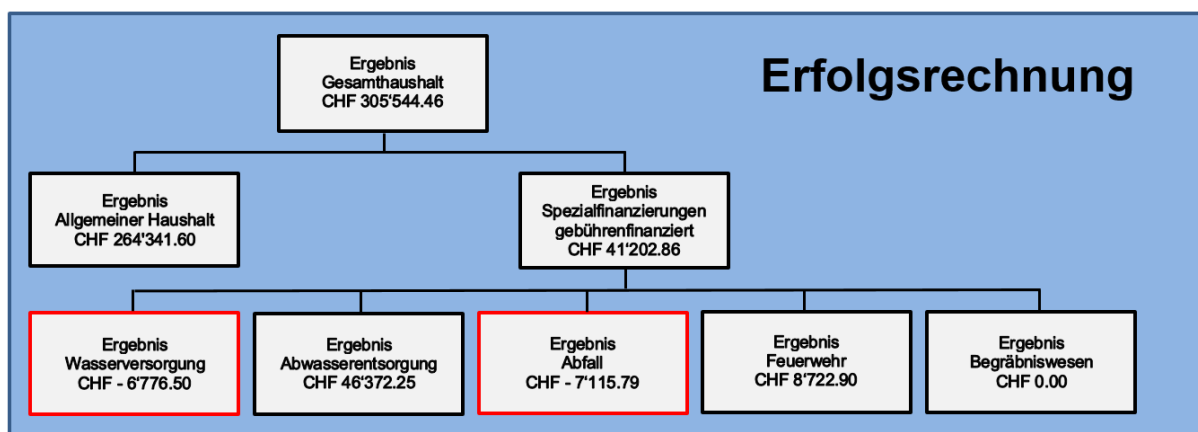 Erfolgsrechnung
Ergebnis
Gesamthaushalt
CHF 305‘544.46
Ergebnis
Allgemeiner Haushalt
CHF 264'341.60
Ergebnis
Spezialfinanzierungen
gebührenfinanziert
CHF 41‘202.86
Ergebnis
Wasserversorgung
CHF - 6‘776.50
Ergebnis
Abwasserentsorgung
CHF 46‘372.25
Ergebnis
Abfall
CHF - 7‘115.79
Ergebnis
Feuerwehr
CHF 8‘722.90
Ergebnis
Begräbniswesen
CHF 0.00